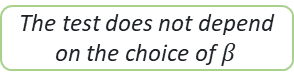 The test does not depend
on the choice of β